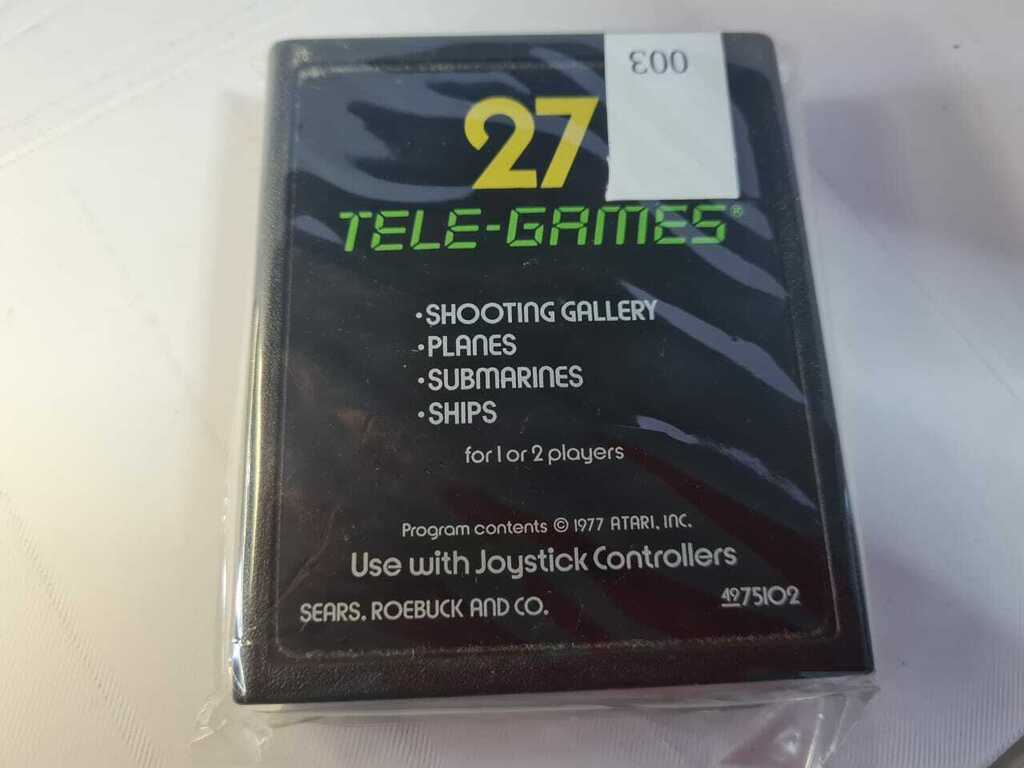 003
27
TELE-GAMES®
•SHOOTING GALLERY
•PLANES
•SUBMARINES
•SHIPS
for 1 or 2 players
Program contents © 1977 ATARI, INC.
Use with Joystick Controllers
SEARS, ROEBUCK AND CO. 4975102